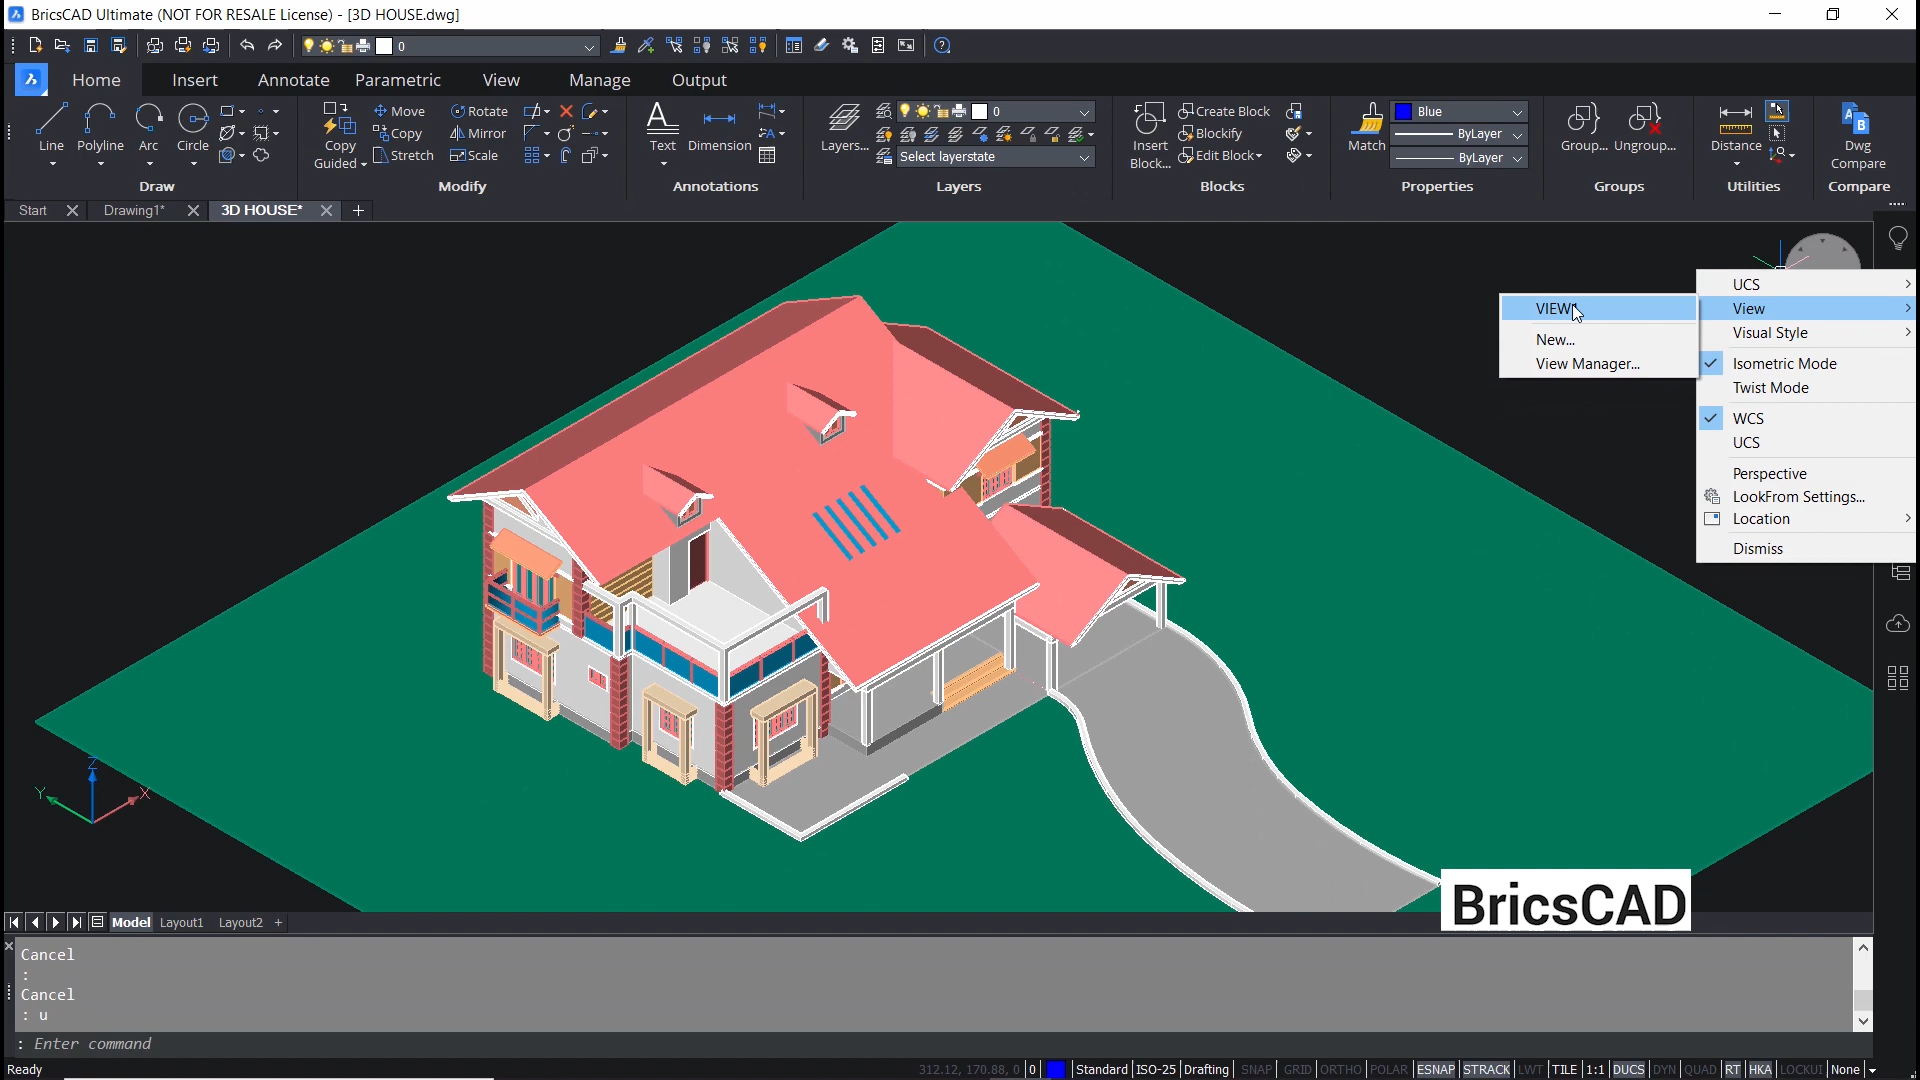 BricsCAD Ultimate (NOT FOR RESALE License) - [3D HOUSE.dwg]
0
Home Insert Annotate Parametric View Manage Output
Line Polyline Arc Circle
Draw
Copy Guided
Move Rotate
Copy Mirror
Stretch Scale
Modify
Text Dimension
Annotations
Layers...
0
Select layerstate
Layers
Insert Block...
Create Block
Blockify
Edit Block
Blocks
Match
Blue
ByLayer
ByLayer
Properties
Group... Ungroup...
Groups
Distance
Utilities
Dwg Compare
Compare
Start Drawing1* 3D HOUSE*
UCS
View
Visual Style
Isometric Mode
Twist Mode
WCS
UCS
Perspective
LookFrom Settings...
Location
Dismiss
New...
View Manager...
Z
Y X
BricsCAD
Model Layout1 Layout2 +
Cancel
:
Cancel
: u
: Enter command
Ready
312.12, 170.88, 0 0 Standard ISO-25 Drafting SNAP GRID ORTHO POLAR ESNAP STRACK LWT TILE 1:1 DUCS DYN QUAD RT HKA LOCKUI None